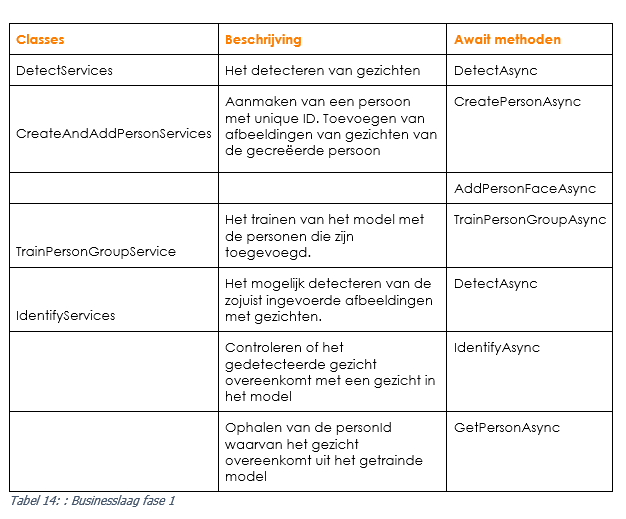 Classes Beschrijving Await methoden
DetectServices Het detecteren van gezichten DetectAsync
Aanmaken van een persoon CreatePersonAsync
met unique ID. Toevoegen van
CreateAndAddPersonServices afbeeldingen van gezichten van
de gecreëerde persoon
AddPersonFaceAsync
Het trainen van het model met TrainPersonGroupAsync
de personen die zijn
TrainPersonGroupService toegevoegd.
Het mogelijk detecteren van de DetectAsync
zojuist ingevoerde afbeeldingen
IdentifyServices met gezichten.
Controleren of het IdentifyAsync
gedetecteerde gezicht
overeenkomt met een gezicht in
het model
Ophalen van de personId GetPersonAsync
waarvan het gezicht
overeenkomt uit het getrainde
model
Tabel 14: : Businesslaag fase 1